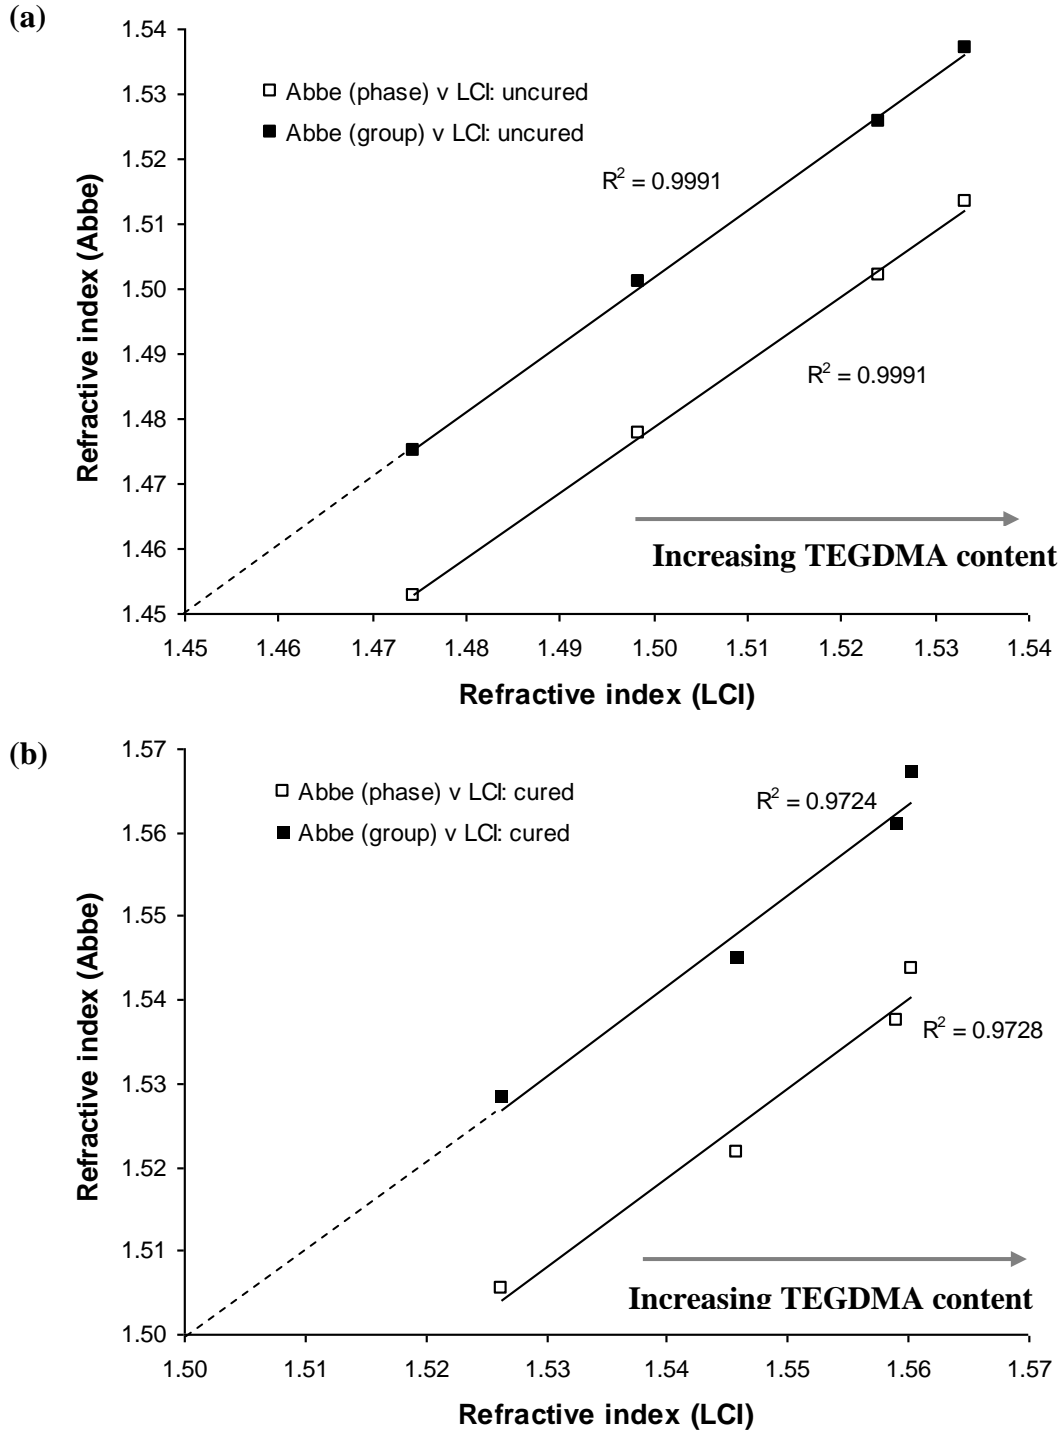 (a)
1.54
1.53
1.52
1.51
1.50
1.49
1.48
1.47
1.46
1.45
Refractive index (Abbe)
Abbe (phase) v LCI: uncured
Abbe (group) v LCI: uncured
R² = 0.9991
R² = 0.9991
Increasing TEGDMA content
1.45 1.46 1.47 1.48 1.49 1.50 1.51 1.52 1.53 1.54
Refractive index (LCI)
(b)
1.57
1.56
1.55
1.54
1.53
1.52
1.51
1.50
Refractive index (Abbe)
Abbe (phase) v LCI: cured
Abbe (group) v LCI: cured
R² = 0.9724
R² = 0.9728
Increasing TEGDMA content
1.50 1.51 1.52 1.53 1.54 1.55 1.56 1.57
Refractive index (LCI)